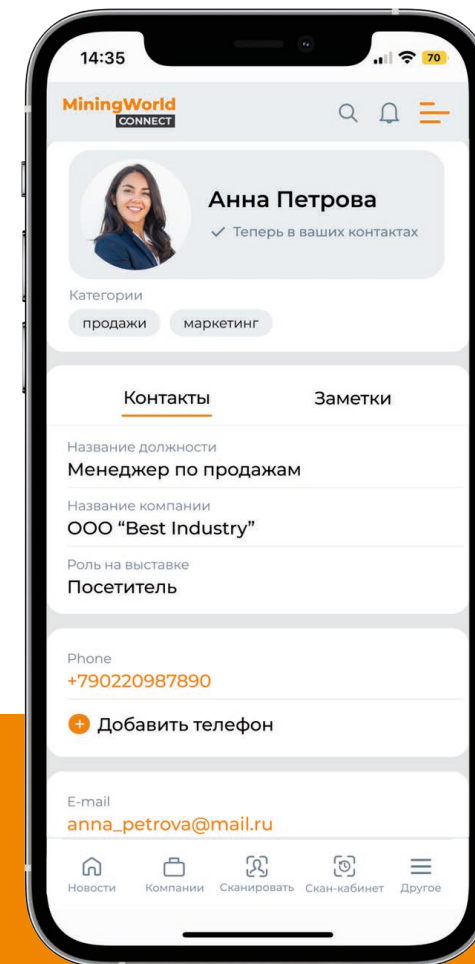 14:35
70
MiningWorld
CONNECT
Анна Петрова
Теперь в ваших контактах
Категории
продажи маркетинг
Контакты Заметки
Название должности
Менеджер по продажам
Название компании
ООО “Best Industry”
Роль на выставке
Посетитель
Phone
+790220987890
Добавить телефон
E-mail
anna_petrova@mail.ru
Новости Компании Сканировать Скан-кабинет Другое